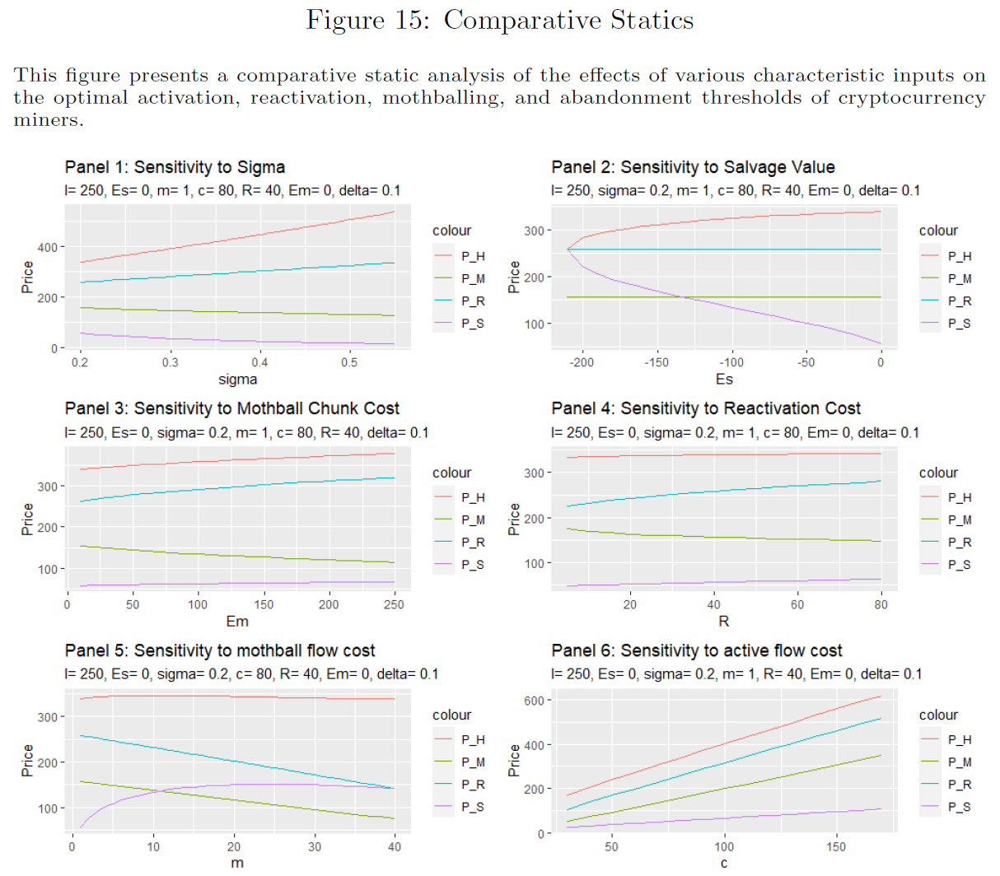 Figure 15: Comparative Statics
This figure presents a comparative static analysis of the effects of various characteristic inputs on
the optimal activation, reactivation, mothballing, and abandonment thresholds of cryptocurrency
miners.
Panel 1: Sensitivity to Sigma
I= 250, Es= 0, m= 1, c= 80, R= 40, Em= 0, delta= 0.1
Price
400
200
0
0.2 0.3 0.4 0.5
sigma
colour
P_H
P_M
P_R
P_S
Panel 2: Sensitivity to Salvage Value
I= 250, sigma= 0.2, m= 1, c= 80, R= 40, Em= 0, delta= 0.1
Price
300
200
100
-200 -150 -100 -50 0
Es
colour
P_H
P_M
P_R
P_S
Panel 3: Sensitivity to Mothball Chunk Cost
I= 250, Es= 0, sigma= 0.2, m= 1, c= 80, R= 40, delta= 0.1
Price
300
200
100
0 50 100 150 200 250
Em
colour
P_H
P_M
P_R
P_S
Panel 4: Sensitivity to Reactivation Cost
I= 250, Es= 0, sigma= 0.2, m= 1, c= 80, Em= 0, delta= 0.1
Price
300
200
100
20 40 60 80
R
colour
P_H
P_M
P_R
P_S
Panel 5: Sensitivity to mothball flow cost
I= 250, Es= 0, sigma= 0.2, c= 80, R= 40, Em= 0, delta= 0.1
Price
300
200
100
0 10 20 30 40
m
colour
P_H
P_M
P_R
P_S
Panel 6: Sensitivity to active flow cost
I= 250, Es= 0, sigma= 0.2, m= 1, R= 40, Em= 0, delta= 0.1
Price
600
400
200
0
50 100 150
c
colour
P_H
P_M
P_R
P_S